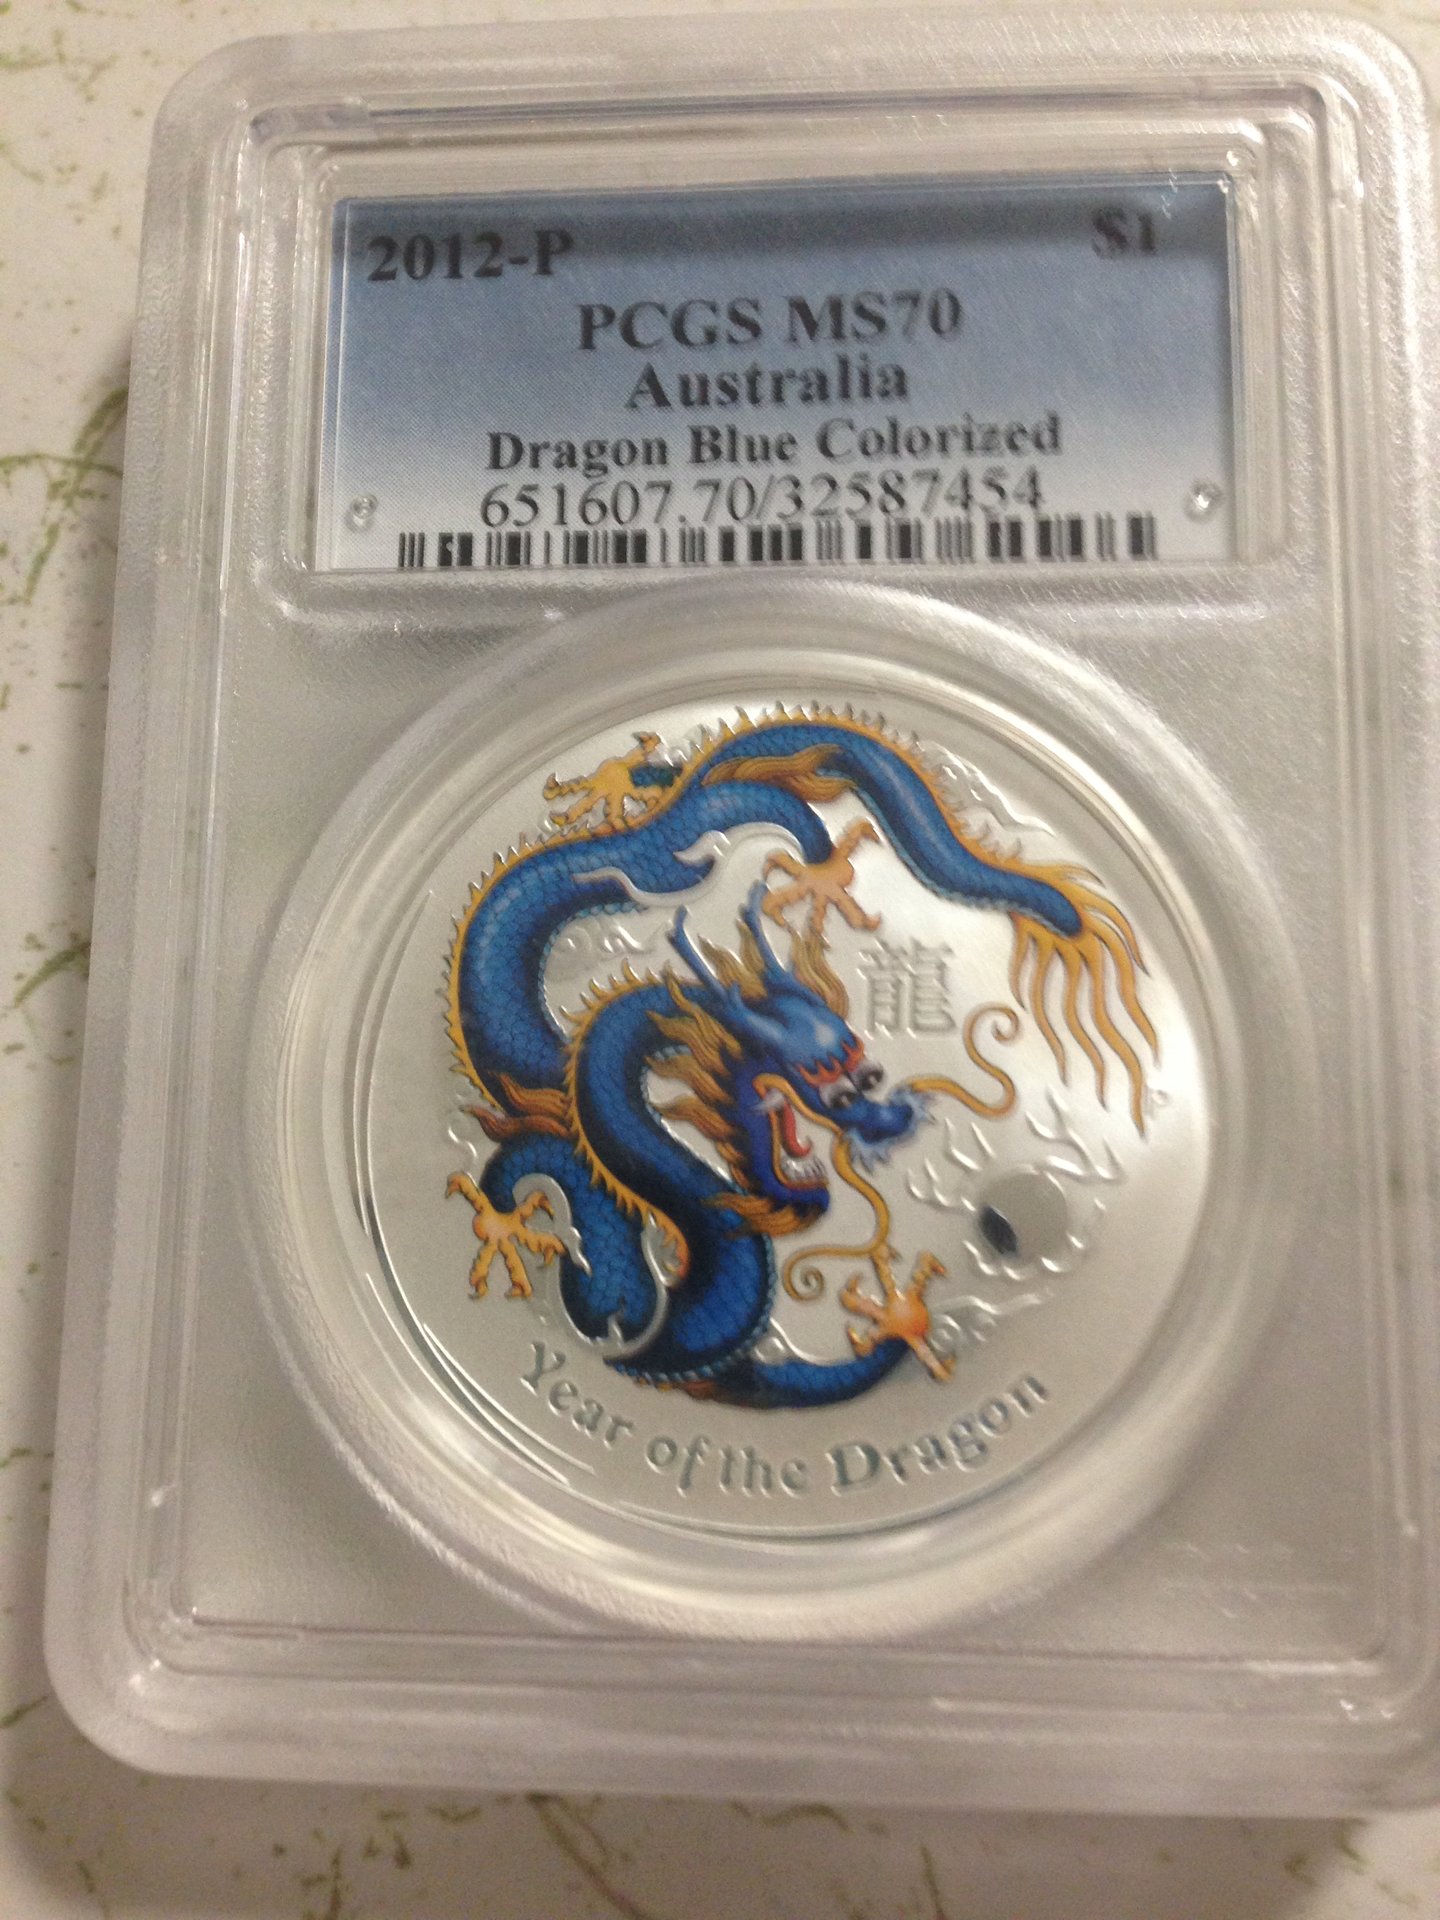 2012-P $1
PCGS MS70
Australia
Dragon Blue Colorized
651607.70/32587454
龍
Year of the Dragon